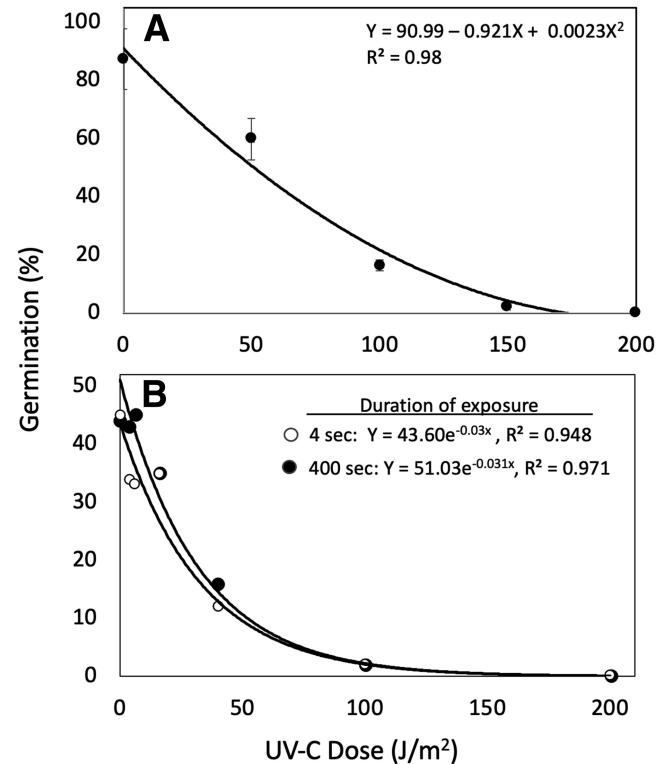 A
Y = 90.99 – 0.921X + 0.0023X²
R² = 0.98
100
80
60
40
20
0
0 50 100 150 200
Germination (%)
B
Duration of exposure
4 sec: Y = 43.60e⁻⁰·⁰³ˣ , R² = 0.948
400 sec: Y = 51.03e⁻⁰·⁰³¹ˣ, R² = 0.971
50
40
30
20
10
0
0 50 100 150 200
UV-C Dose (J/m²)